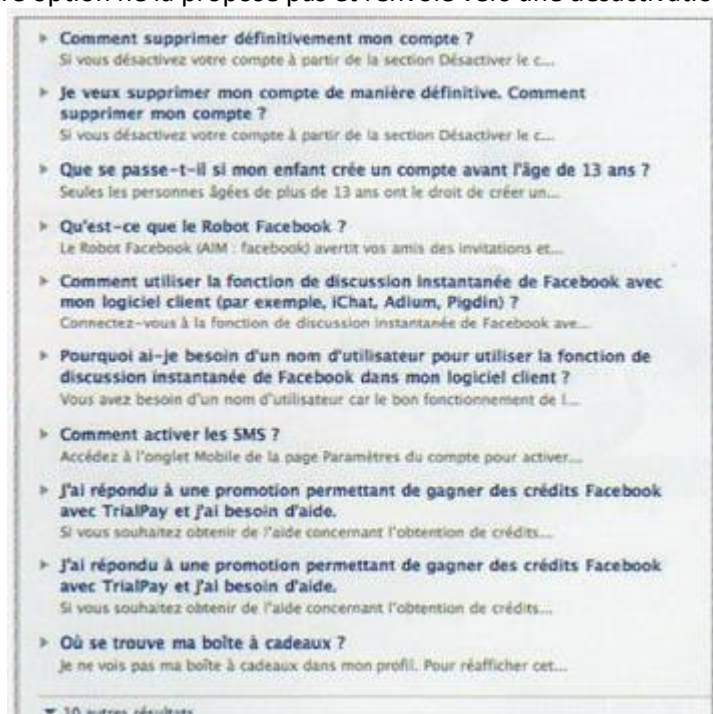 option ne la propose pas et renvoie vers une
▶ Comment supprimer définitivement mon compte ?
Si vous désactivez votre compte à partir de la section Désactiver le c...
▶ Je veux supprimer mon compte de manière définitive. Comment
supprimer mon compte ?
Si vous désactivez votre compte à partir de la section Désactiver le c...
▶ Que se passe-t-il si mon enfant crée un compte avant l'âge de 13 ans ?
Seules les personnes âgées de plus de 13 ans ont le droit de créer un...
▶ Qu'est-ce que le Robot Facebook ?
Le Robot Facebook (AIM : facebook) avertit vos amis des invitations et...
▶ Comment utiliser la fonction de discussion instantanée de Facebook avec
mon logiciel client (par exemple, iChat, Adium, Pigdin) ?
Connectez-vous à la fonction de discussion instantanée de Facebook ave...
▶ Pourquoi ai-je besoin d'un nom d'utilisateur pour utiliser la fonction de
discussion instantanée de Facebook dans mon logiciel client ?
Vous avez besoin d'un nom d'utilisateur car le bon fonctionnement de l...
▶ Comment activer les SMS ?
Accédez à l'onglet Mobile de la page Paramètres du compte pour activer...
▶ J'ai répondu à une promotion permettant de gagner des crédits Facebook
avec TrialPay et j'ai besoin d'aide.
Si vous souhaitez obtenir de l'aide concernant l'obtention de crédits...
▶ J'ai répondu à une promotion permettant de gagner des crédits Facebook
avec TrialPay et j'ai besoin d'aide.
Si vous souhaitez obtenir de l'aide concernant l'obtention de crédits...
▶ Où se trouve ma boîte à cadeaux ?
Je ne vois pas ma boîte à cadeaux dans mon profil. Pour réafficher cet...
▼ 10 autres résultats